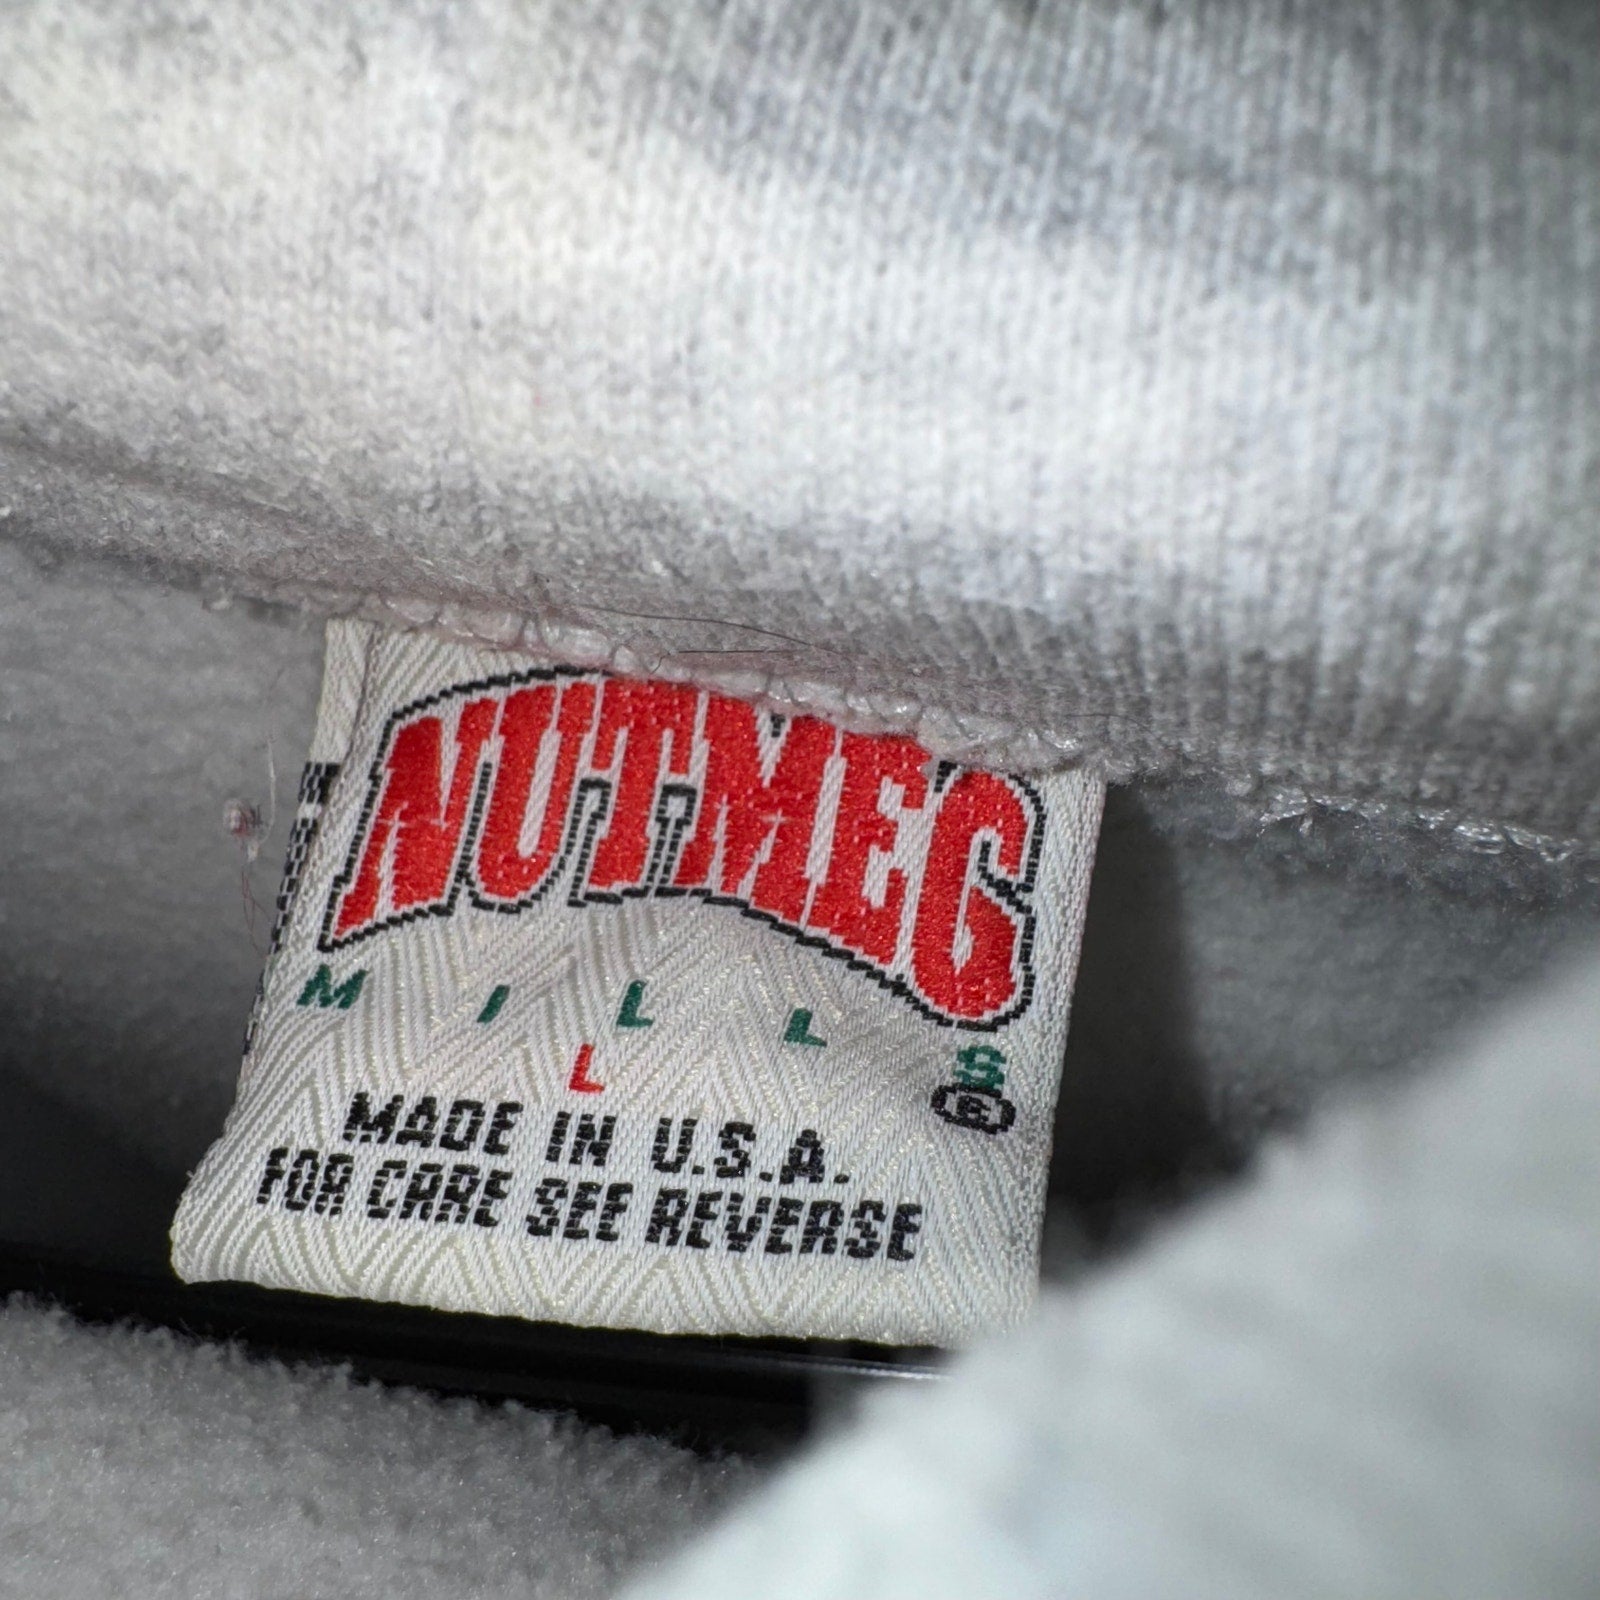 NUTMEG
MILLS
®
L
MADE IN U.S.A.
FOR CARE SEE REVERSE